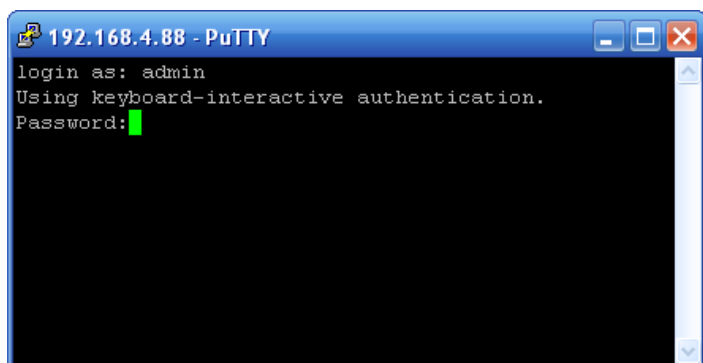 192.168.4.88 - PuTTY
login as: admin
Using keyboard-interactive authentication.
Password: